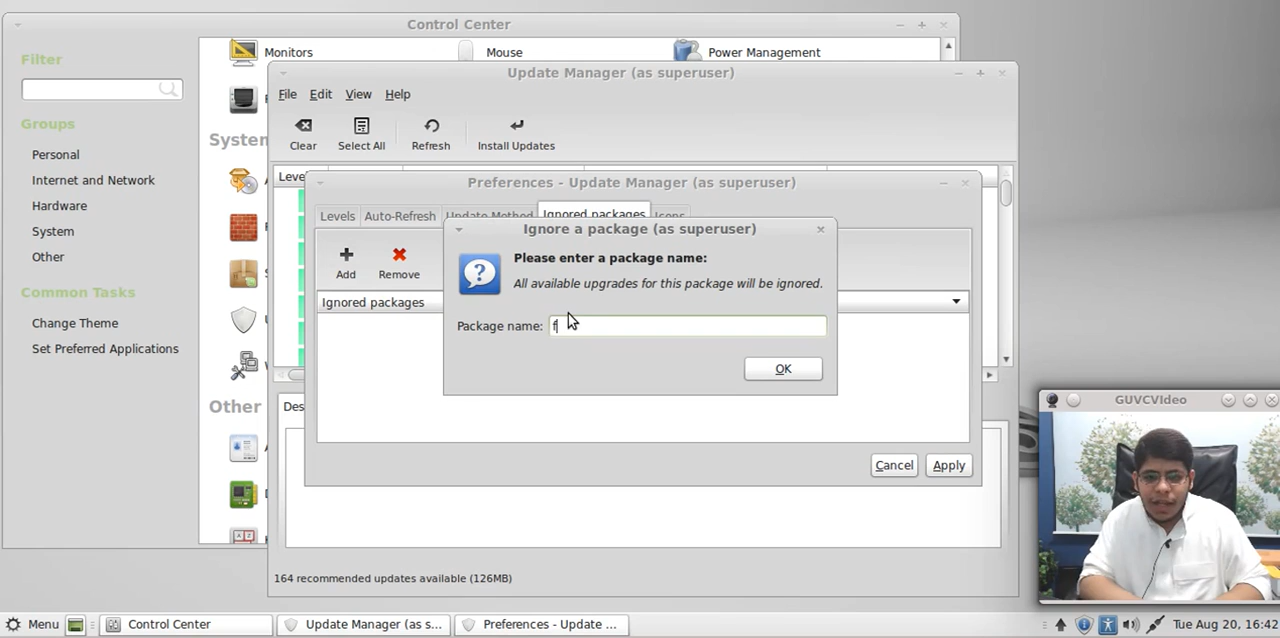 Control Center
Filter
Monitors
Mouse
Power Management
Update Manager (as superuser)
File Edit View Help
Groups
Clear Select All Refresh Install Updates
System
Personal
Internet and Network
Hardware
System
Other
Preferences - Update Manager (as superuser)
Levels Auto-Refresh Update Method Ignored packages Icons
Ignore a package (as superuser)
Add Remove
Please enter a package name:
All available upgrades for this package will be ignored.
Ignored packages
Package name: f
OK
Common Tasks
Change Theme
Set Preferred Applications
Other
Des
Cancel Apply
GUVCVIdeo
164 recommended updates available (126MB)
Menu Control Center Update Manager (as s... Preferences - Update ... Tue Aug 20, 16:42